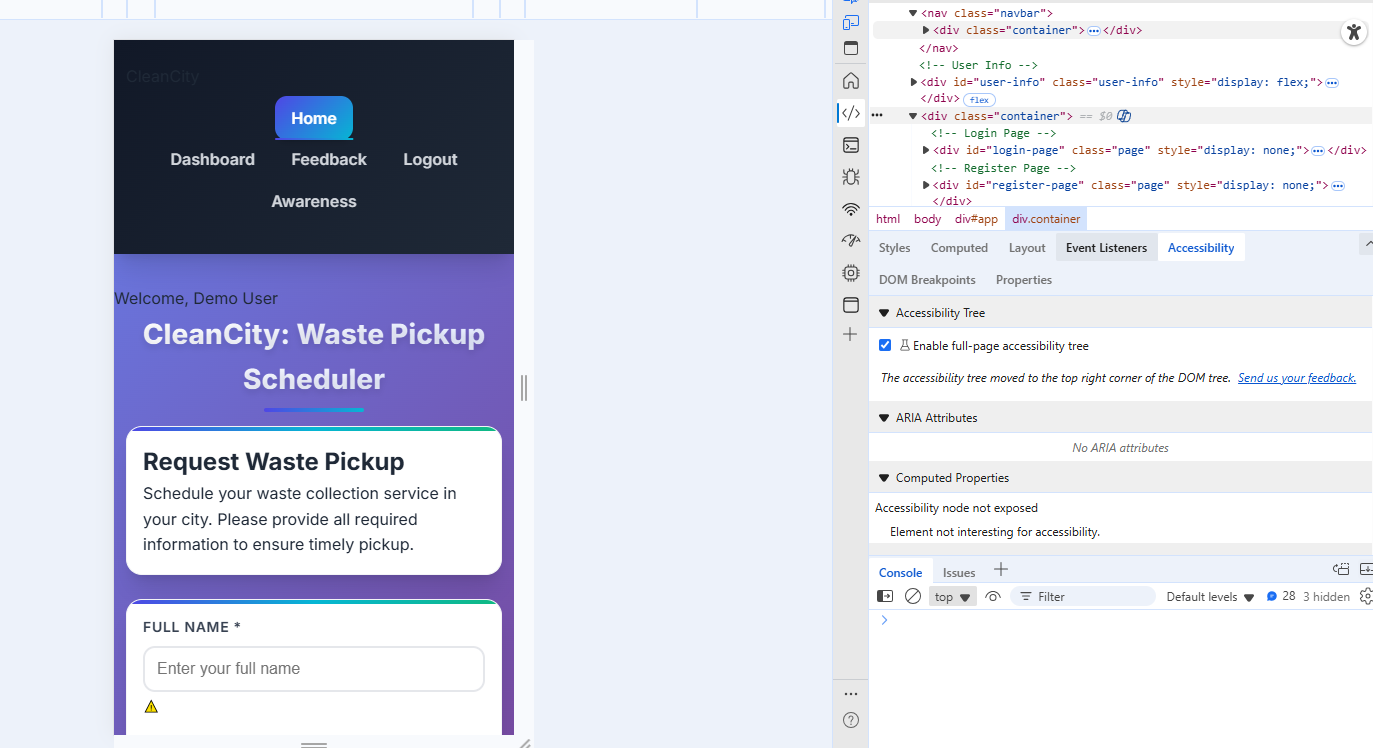 CleanCity
Home
Dashboard Feedback Logout
Awareness
Welcome, Demo User
CleanCity: Waste Pickup
Scheduler
Request Waste Pickup
Schedule your waste collection service in
your city. Please provide all required
information to ensure timely pickup.
FULL NAME *
Enter your full name
<nav class="navbar">
<div class="container"> </div>
</nav>
<!-- User Info -->
<div id="user-info" class="user-info" style="display: flex;">
</div> flex
<div class="container"> == $0
<!-- Login Page -->
<div id="login-page" class="page" style="display: none;"> </div>
<!-- Register Page -->
<div id="register-page" class="page" style="display: none;">
</div>
html body div#app div.container
Styles Computed Layout Event Listeners Accessibility
DOM Breakpoints Properties
Accessibility Tree
Enable full-page accessibility tree
The accessibility tree moved to the top right corner of the DOM tree. Send us your feedback.
ARIA Attributes
No ARIA attributes
Computed Properties
Accessibility node not exposed
Element not interesting for accessibility.
Console Issues
top Filter Default levels 28 3 hidden